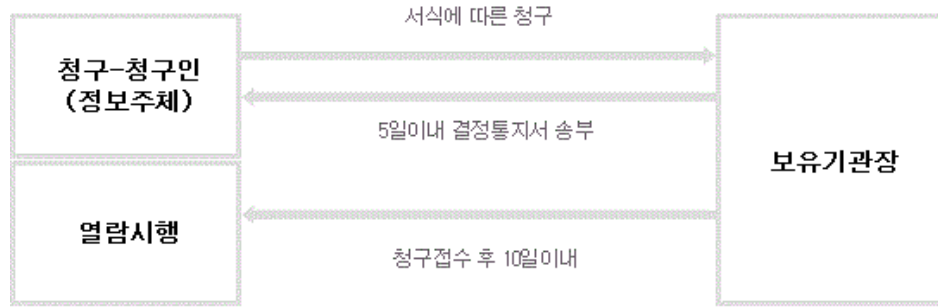 서식에 따른 청구
청구-청구인
(정보주체)
5일이내 결정통지서 송부
보유기관장
열람시행
청구접수 후 10일이내